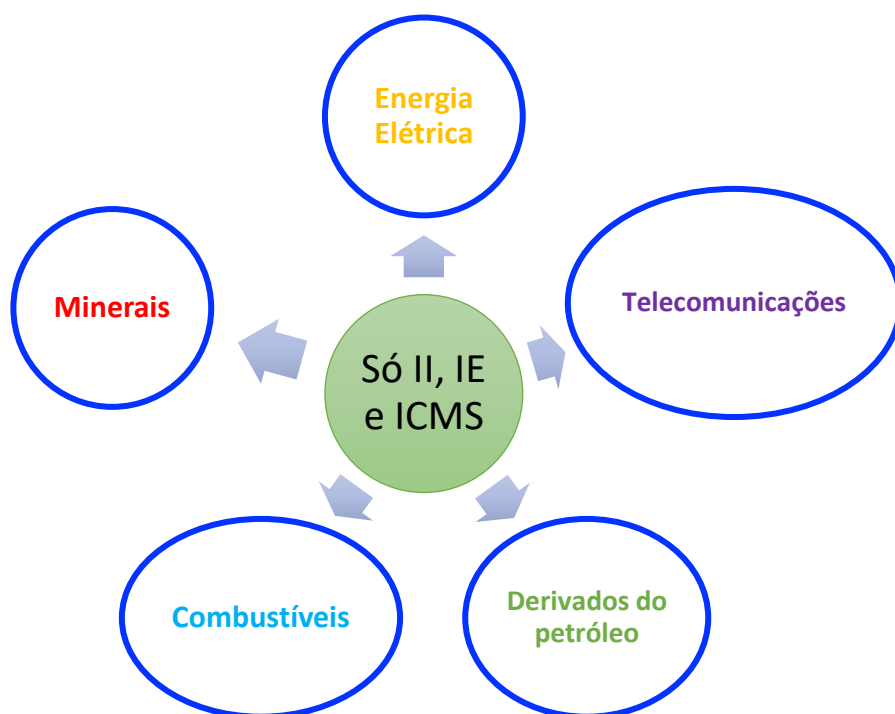 Energia
Elétrica
Minerais
Telecomunicações
Só II, IE
e ICMS
Combustíveis
Derivados do
petróleo